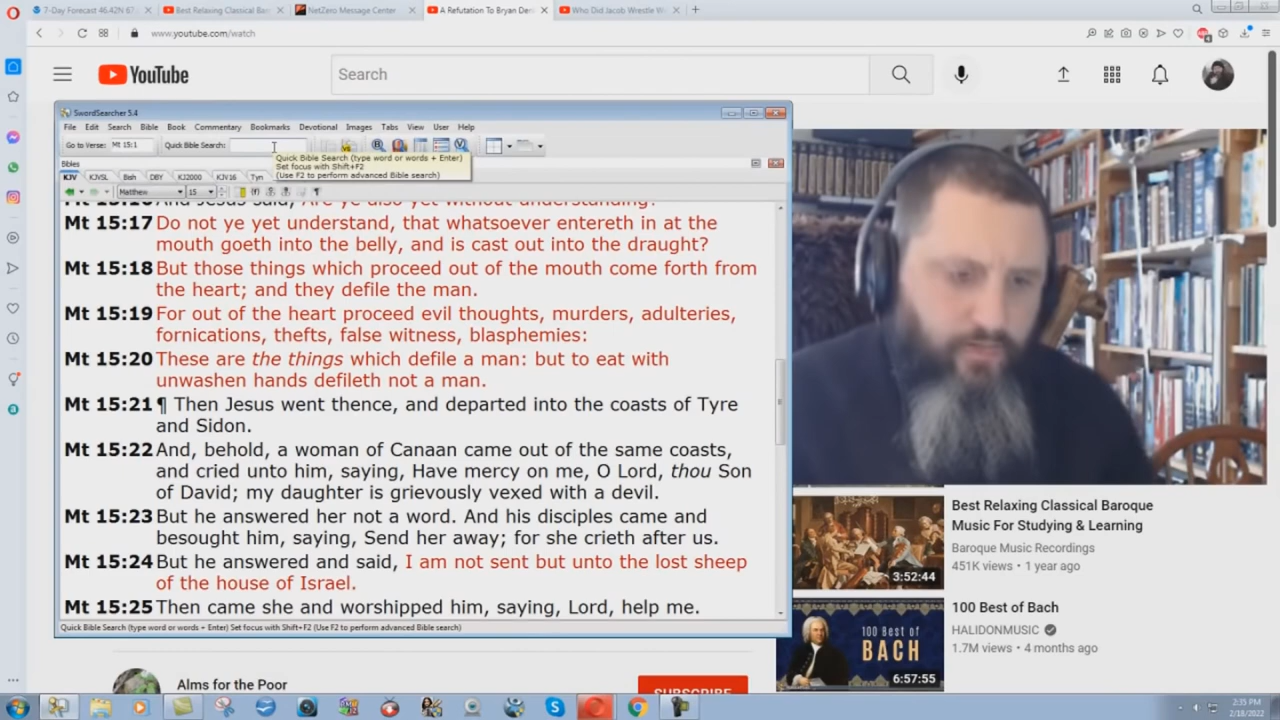 7-Day Forecast 46.42N 67.
Best Relaxing Classical Bar
NetZero Message Center
A Refutation To Bryan Den
Who Did Jacob Wrestle W
www.youtube.com/watch
YouTube
Search
SwordSearcher 5.4
File Edit Search Bible Book Commentary Bookmarks Devotional Images Tabs View User Help
Go to Verse: Mt 15:1 Quick Bible Search:
Quick Bible Search (type word or words + Enter)
Set focus with Shift+F2
(Use F2 to perform advanced Bible search)
Bibles
KJV KJVSL Bish DBY KJ2000 KJV16 Tyn
Matthew 15
And Jesus said, Are ye also yet without understanding?
Mt 15:17 Do not ye yet understand, that whatsoever entereth in at the
mouth goeth into the belly, and is cast out into the draught?
Mt 15:18 But those things which proceed out of the mouth come forth from
the heart; and they defile the man.
Mt 15:19 For out of the heart proceed evil thoughts, murders, adulteries,
fornications, thefts, false witness, blasphemies:
Mt 15:20 These are the things which defile a man: but to eat with
unwashen hands defileth not a man.
Mt 15:21 ¶ Then Jesus went thence, and departed into the coasts of Tyre
and Sidon.
Mt 15:22 And, behold, a woman of Canaan came out of the same coasts,
and cried unto him, saying, Have mercy on me, O Lord, thou Son
of David; my daughter is grievously vexed with a devil.
Mt 15:23 But he answered her not a word. And his disciples came and
besought him, saying, Send her away; for she crieth after us.
Mt 15:24 But he answered and said, I am not sent but unto the lost sheep
of the house of Israel.
Mt 15:25 Then came she and worshipped him, saying, Lord, help me.
Quick Bible Search (type word or words + Enter) Set focus with Shift+F2 (Use F2 to perform advanced Bible search)
Best Relaxing Classical Baroque
Music For Studying & Learning
Baroque Music Recordings
451K views • 1 year ago
3:52:44
100 Best of Bach
HALIDONMUSIC
1.7M views • 4 months ago
100 Best of
BACH
6:57:55
Alms for the Poor
SUBSCRIBE
2:35 PM
2/18/2022